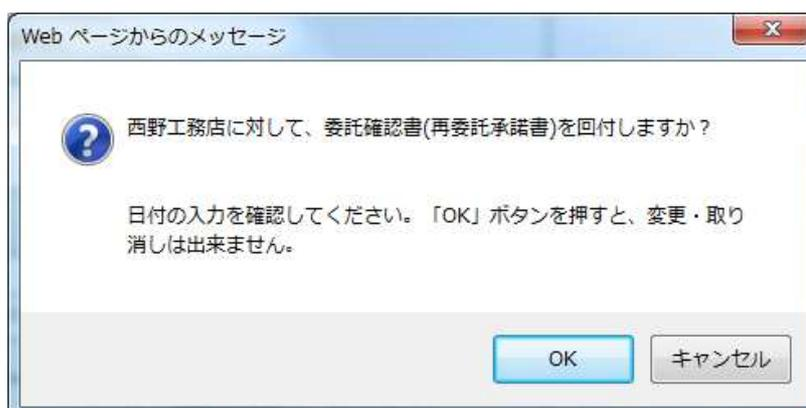 Web ページからのメッセージ
西野工務店に対して、委託確認書(再委託承諾書)を回付しますか？
日付の入力を確認してください。「OK」ボタンを押すと、変更・取り
消しは出来ません。
OK
キャンセル